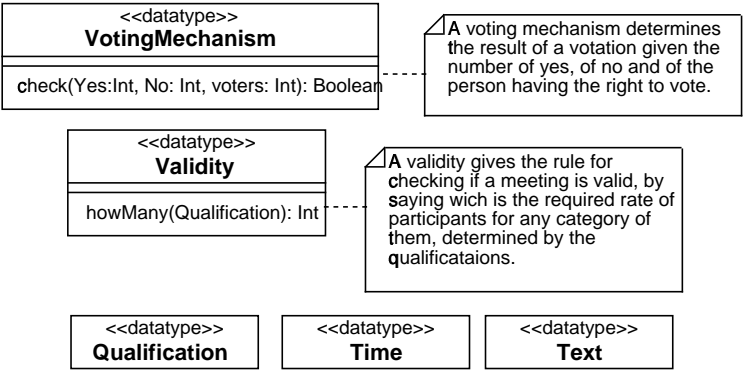 <<datatype>>
VotingMechanism
check(Yes:Int, No: Int, voters: Int): Boolean
A voting mechanism determines
the result of a votation given the
number of yes, of no and of the
person having the right to vote.
<<datatype>>
Validity
howMany(Qualification): Int
A validity gives the rule for
checking if a meeting is valid, by
saying wich is the required rate of
participants for any category of
them, determined by the
qualificataions.
<<datatype>>
Qualification
<<datatype>>
Time
<<datatype>>
Text